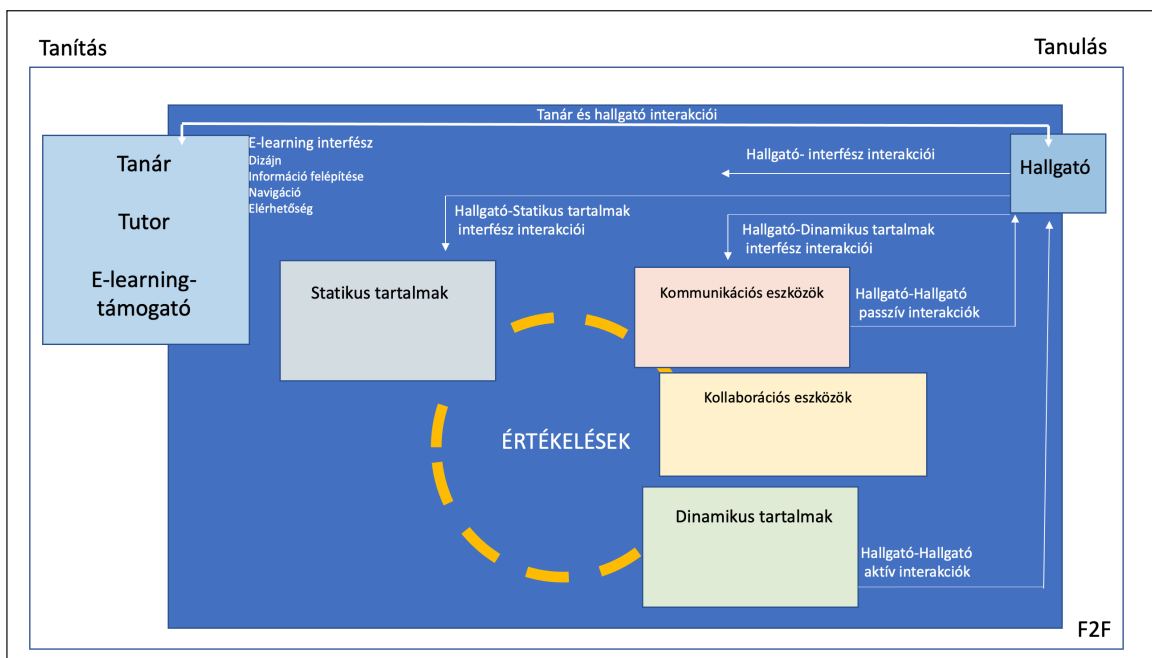 Tanítás
Tanulás
Tanár és hallgató interakciói
Tanár
Tutor
E-learning-
támogató
E-learning interfész
Dizájn
Információ felépítése
Navigáció
Elérhetőség
Hallgató- interfész interakciói
Hallgató
Hallgató-Statikus tartalmak
interfész interakciói
Hallgató-Dinamikus tartalmak
interfész interakciói
Statikus tartalmak
Kommunikációs eszközök
Hallgató-Hallgató
passzív interakciók
Kollaborációs eszközök
ÉRTÉKELÉSEK
Dinamikus tartalmak
Hallgató-Hallgató
aktív interakciók
F2F